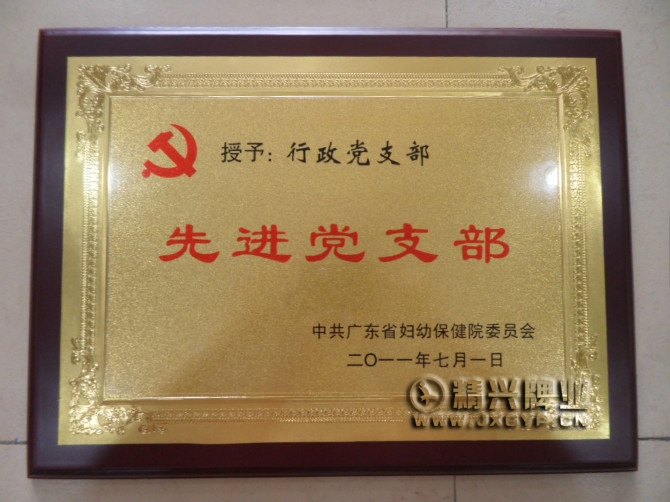 授予：行政党支部
先进党支部
中共广东省妇幼保健院委员会
二〇一一年七月一日
精兴牌业
WWW.JXGYP.CN